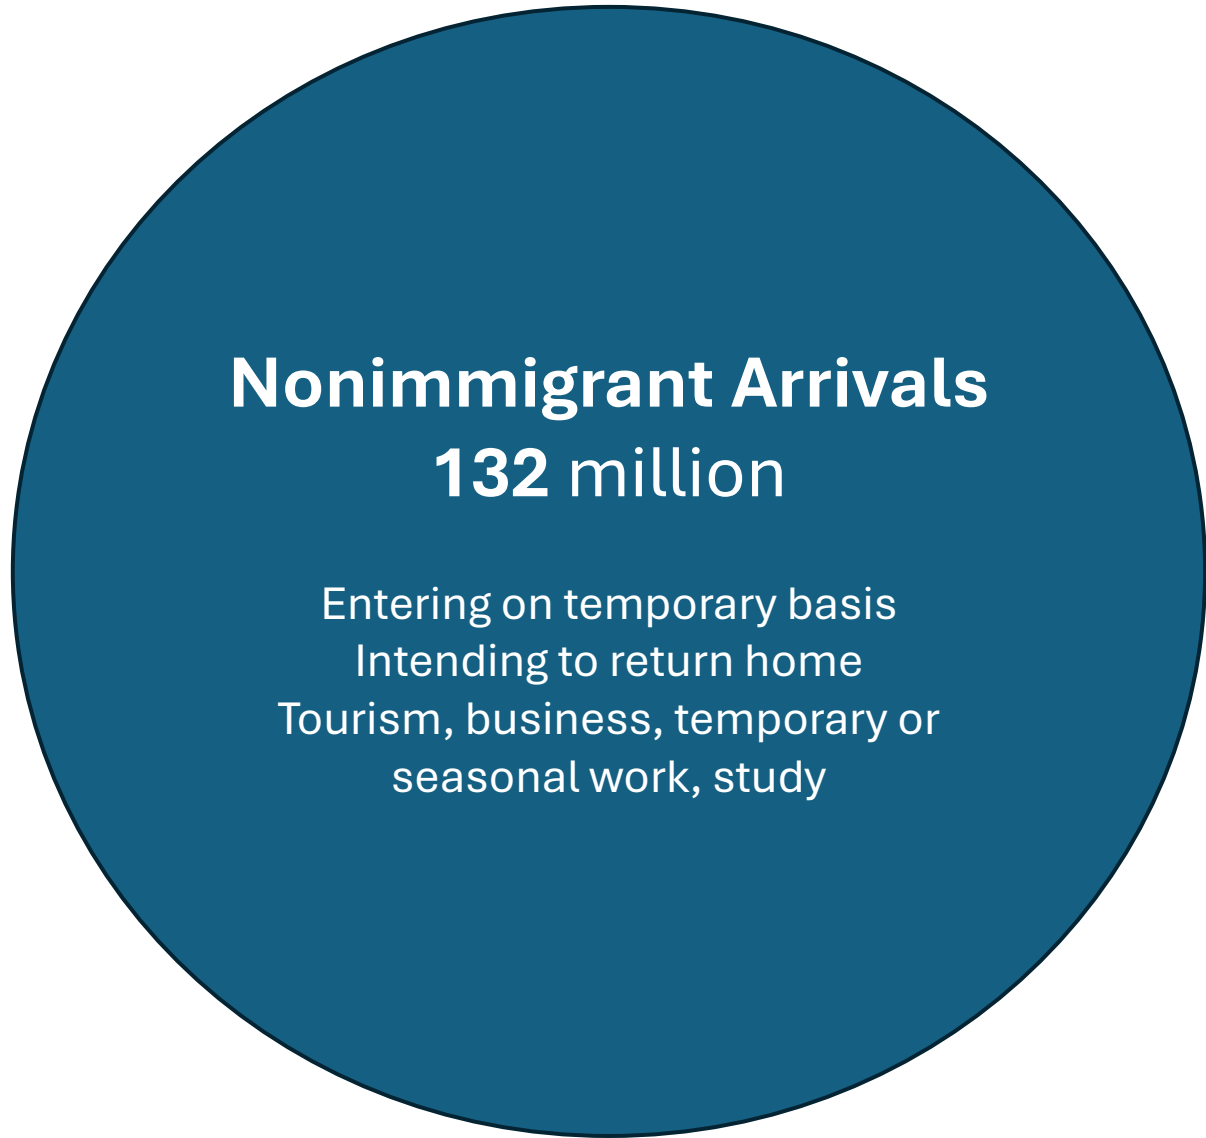 Nonimmigrant Arrivals
132 million
Entering on temporary basis
Intending to return home
Tourism, business, temporary or
seasonal work, study